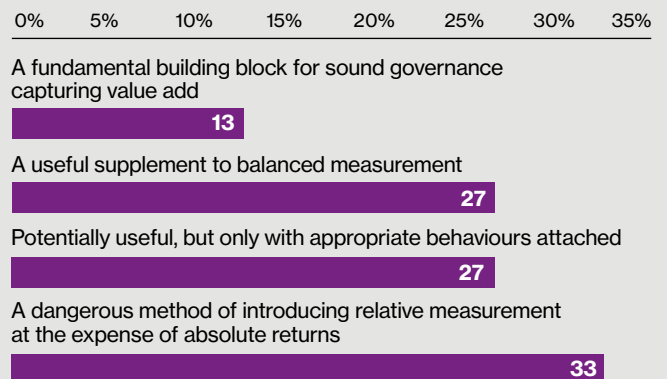 0% 5% 10% 15% 20% 25% 30% 35%
A fundamental building block for sound governance
capturing value add
13
A useful supplement to balanced measurement
27
Potentially useful, but only with appropriate behaviours attached
27
A dangerous method of introducing relative measurement
at the expense of absolute returns
33